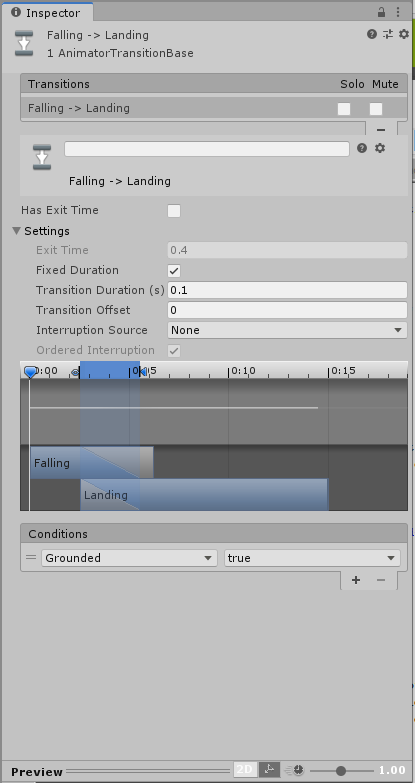 Inspector
Falling -> Landing
1 AnimatorTransitionBase
Transitions Solo Mute
Falling -> Landing
Falling -> Landing
Has Exit Time
Settings
Exit Time 0.4
Fixed Duration
Transition Duration (s) 0.1
Transition Offset 0
Interruption Source None
Ordered Interruption
0:00 0:05 0:10 0:15
Falling
Landing
Conditions
Grounded true
Preview 2D 1.00